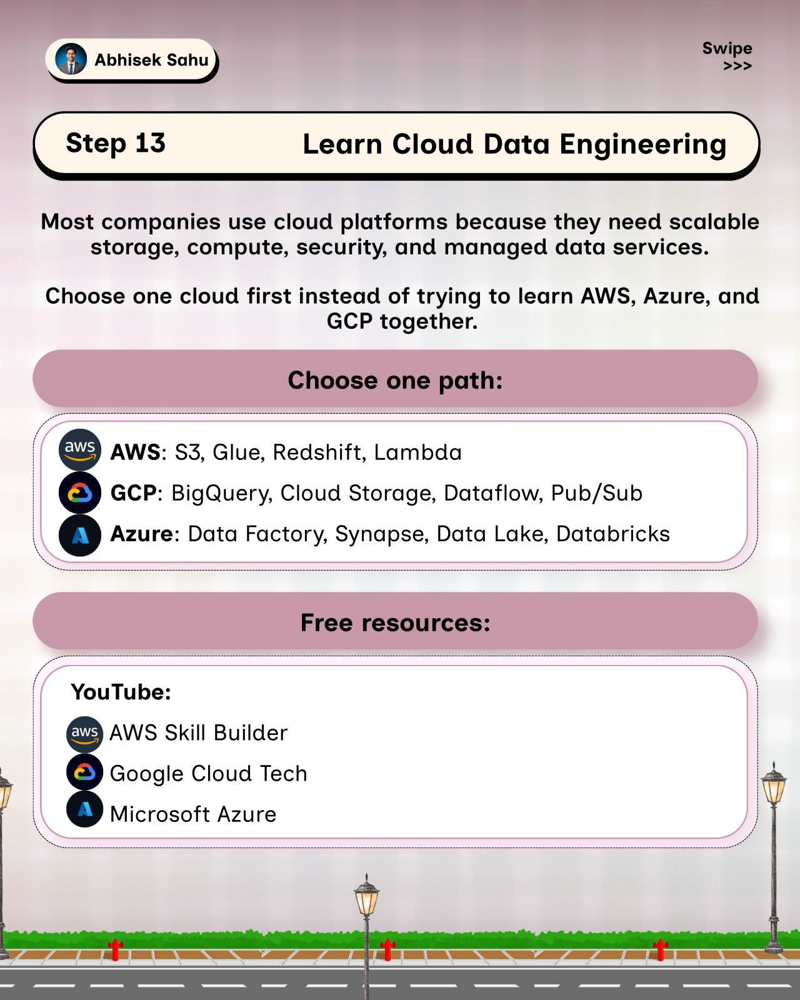 Abhisek Sahu
Swipe
>>>
Step 13
Learn Cloud Data Engineering
Most companies use cloud platforms because they need scalable
storage, compute, security, and managed data services.
Choose one cloud first instead of trying to learn AWS, Azure, and
GCP together.
Choose one path:
aws
AWS: S3, Glue, Redshift, Lambda
GCP: BigQuery, Cloud Storage, Dataflow, Pub/Sub
Azure: Data Factory, Synapse, Data Lake, Databricks
Free resources:
YouTube:
aws
AWS Skill Builder
Google Cloud Tech
Microsoft Azure